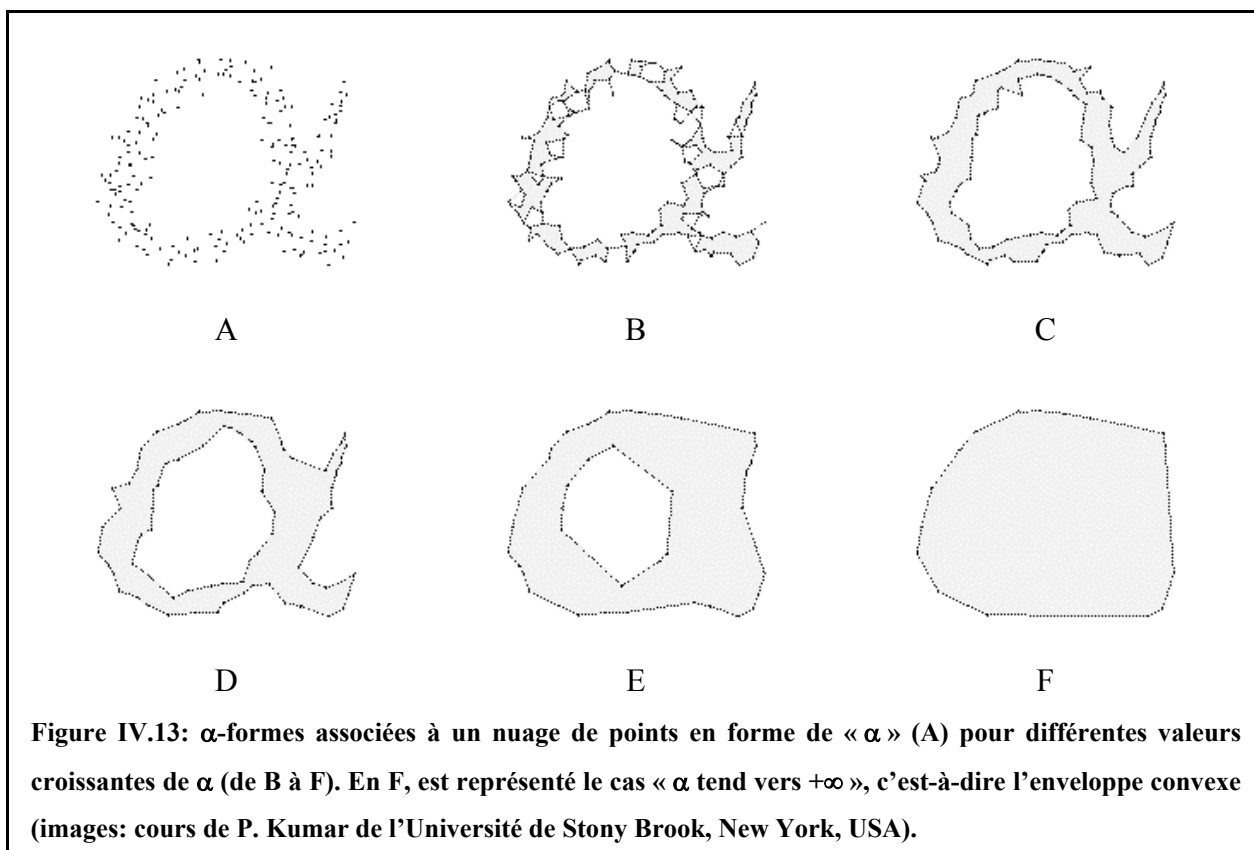 A B C
D E F
Figure IV.13: α-formes associées à un nuage de points en forme de « α » (A) pour différentes valeurs
croissantes de α (de B à F). En F, est représenté le cas « α tend vers +∞ », c’est-à-dire l’enveloppe convexe
(images: cours de P. Kumar de l’Université de Stony Brook, New York, USA).